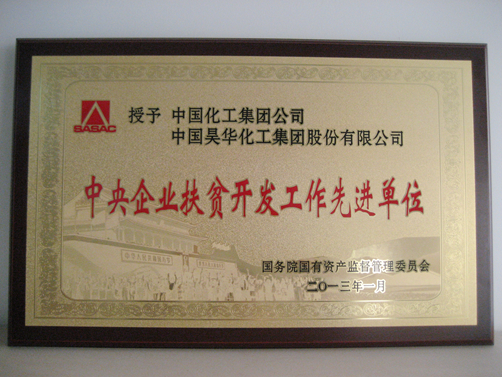 SASAC
授予 中国化工集团公司
中国昊华化工集团股份有限公司
中央企业扶贫开发工作先进单位
国务院国有资产监督管理委员会
二〇一三年一月